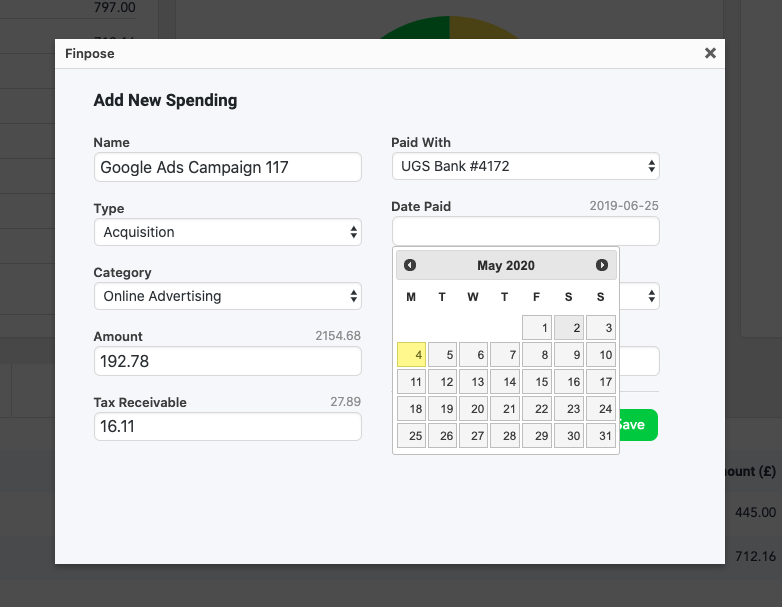 797.00
Finpose
Add New Spending
Name
Google Ads Campaign 117
Type
Acquisition
Category
Online Advertising
Amount 2154.68
192.78
Tax Receivable 27.89
16.11
Paid With
UGS Bank #4172
Date Paid 2019-06-25
May 2020
M T W T F S S
1 2 3
4 5 6 7 8 9 10
11 12 13 14 15 16 17
18 19 20 21 22 23 24
25 26 27 28 29 30 31
Save
ount (£)
445.00
712.16